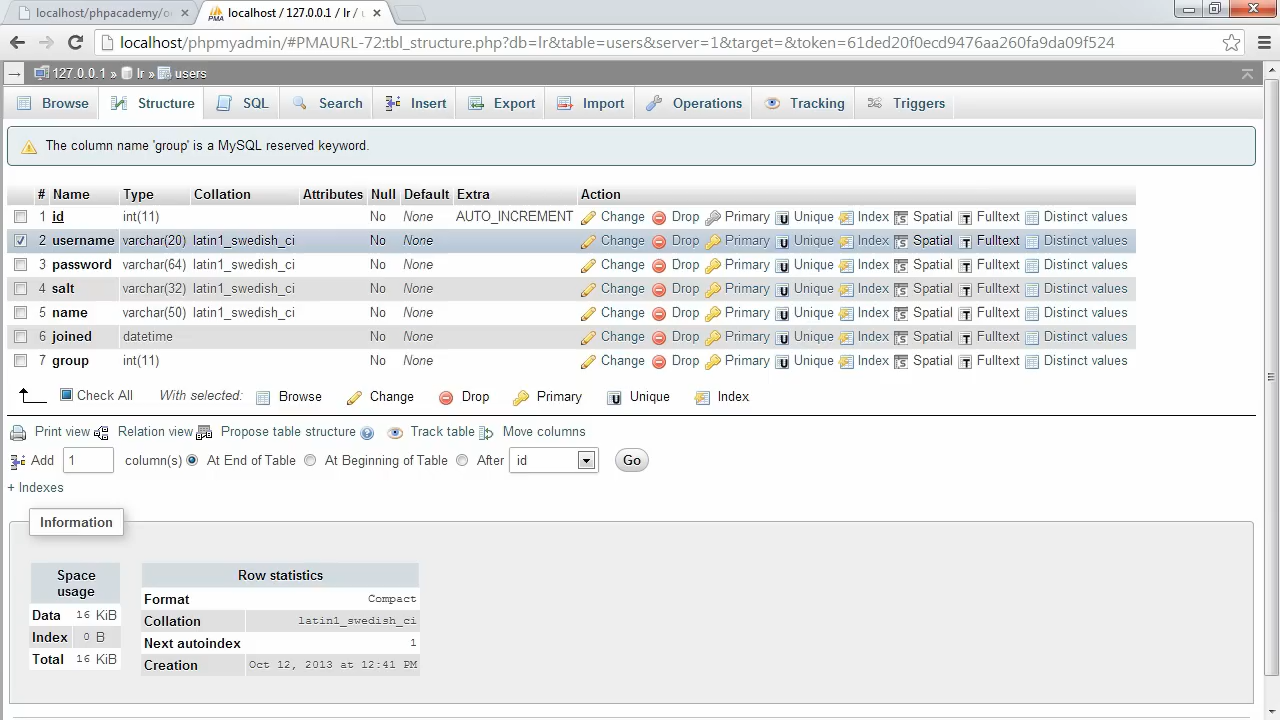 localhost/phpacademy/o
localhost / 127.0.0.1 / lr /
localhost/phpmyadmin/#PMAURL-72:tbl_structure.php?db=lr&table=users&server=1&target=&token=61ded20f0ecd9476aa260fa9da09f524
127.0.0.1 » lr » users
Browse Structure SQL Search Insert Export Import Operations Tracking Triggers
The column name 'group' is a MySQL reserved keyword.
# Name Type Collation Attributes Null Default Extra Action
1 id int(11) No None AUTO_INCREMENT Change Drop Primary Unique Index Spatial Fulltext Distinct values
2 username varchar(20) latin1_swedish_ci No None Change Drop Primary Unique Index Spatial Fulltext Distinct values
3 password varchar(64) latin1_swedish_ci No None Change Drop Primary Unique Index Spatial Fulltext Distinct values
4 salt varchar(32) latin1_swedish_ci No None Change Drop Primary Unique Index Spatial Fulltext Distinct values
5 name varchar(50) latin1_swedish_ci No None Change Drop Primary Unique Index Spatial Fulltext Distinct values
6 joined datetime No None Change Drop Primary Unique Index Spatial Fulltext Distinct values
7 group int(11) No None Change Drop Primary Unique Index Spatial Fulltext Distinct values
Check All With selected: Browse Change Drop Primary Unique Index
Print view Relation view Propose table structure Track table Move columns
Add 1 column(s) At End of Table At Beginning of Table After id Go
+ Indexes
Information
Space usage
Data 16 KiB
Index 0 B
Total 16 KiB
Row statistics
Format Compact
Collation latin1_swedish_ci
Next autoindex 1
Creation Oct 12, 2013 at 12:41 PM